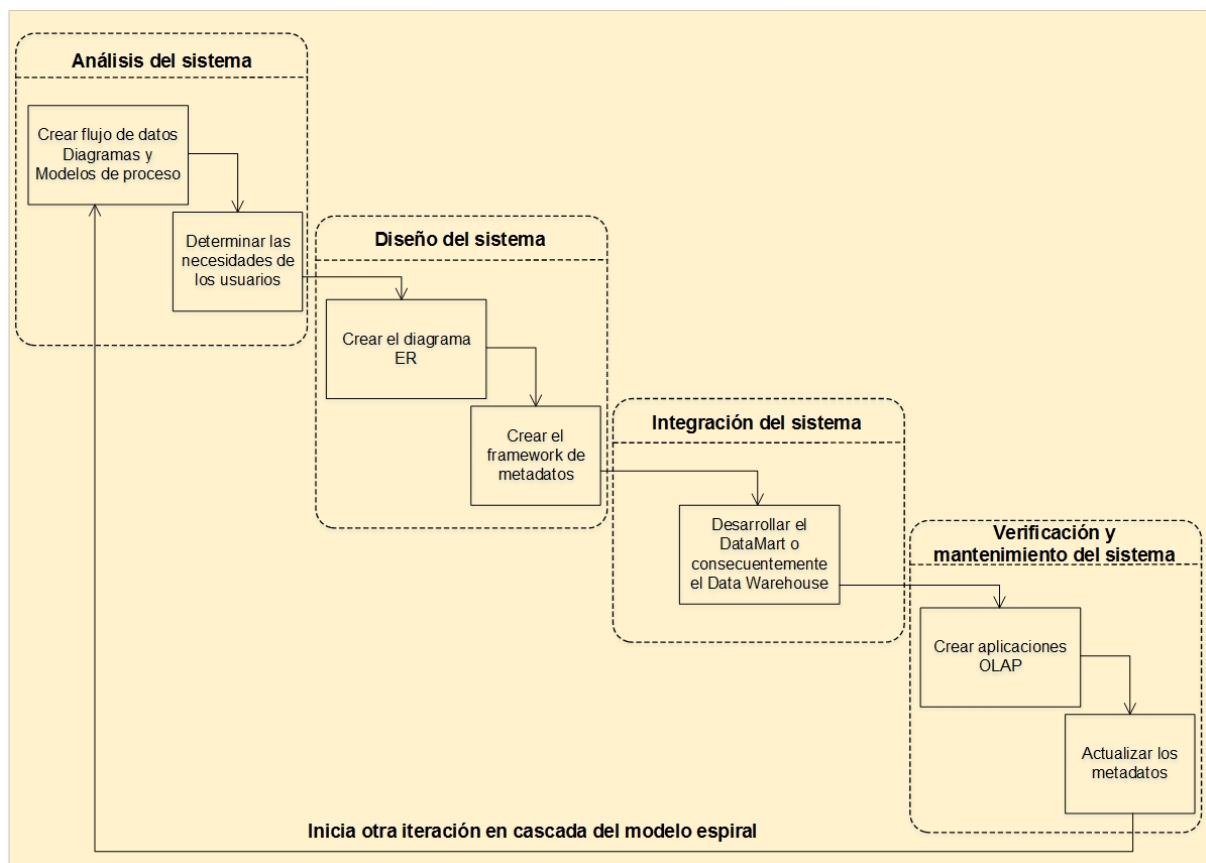 Análisis del sistema
Crear flujo de datos
Diagramas y
Modelos de proceso
Determinar las
necesidades de
los usuarios
Diseño del sistema
Crear el diagrama
ER
Crear el
framework de
metadatos
Integración del sistema
Desarrollar el
DataMart o
consecuentemente
el Data Warehouse
Verificación y
mantenimiento del sistema
Crear aplicaciones
OLAP
Actualizar los
metadatos
Inicia otra iteración en cascada del modelo espiral